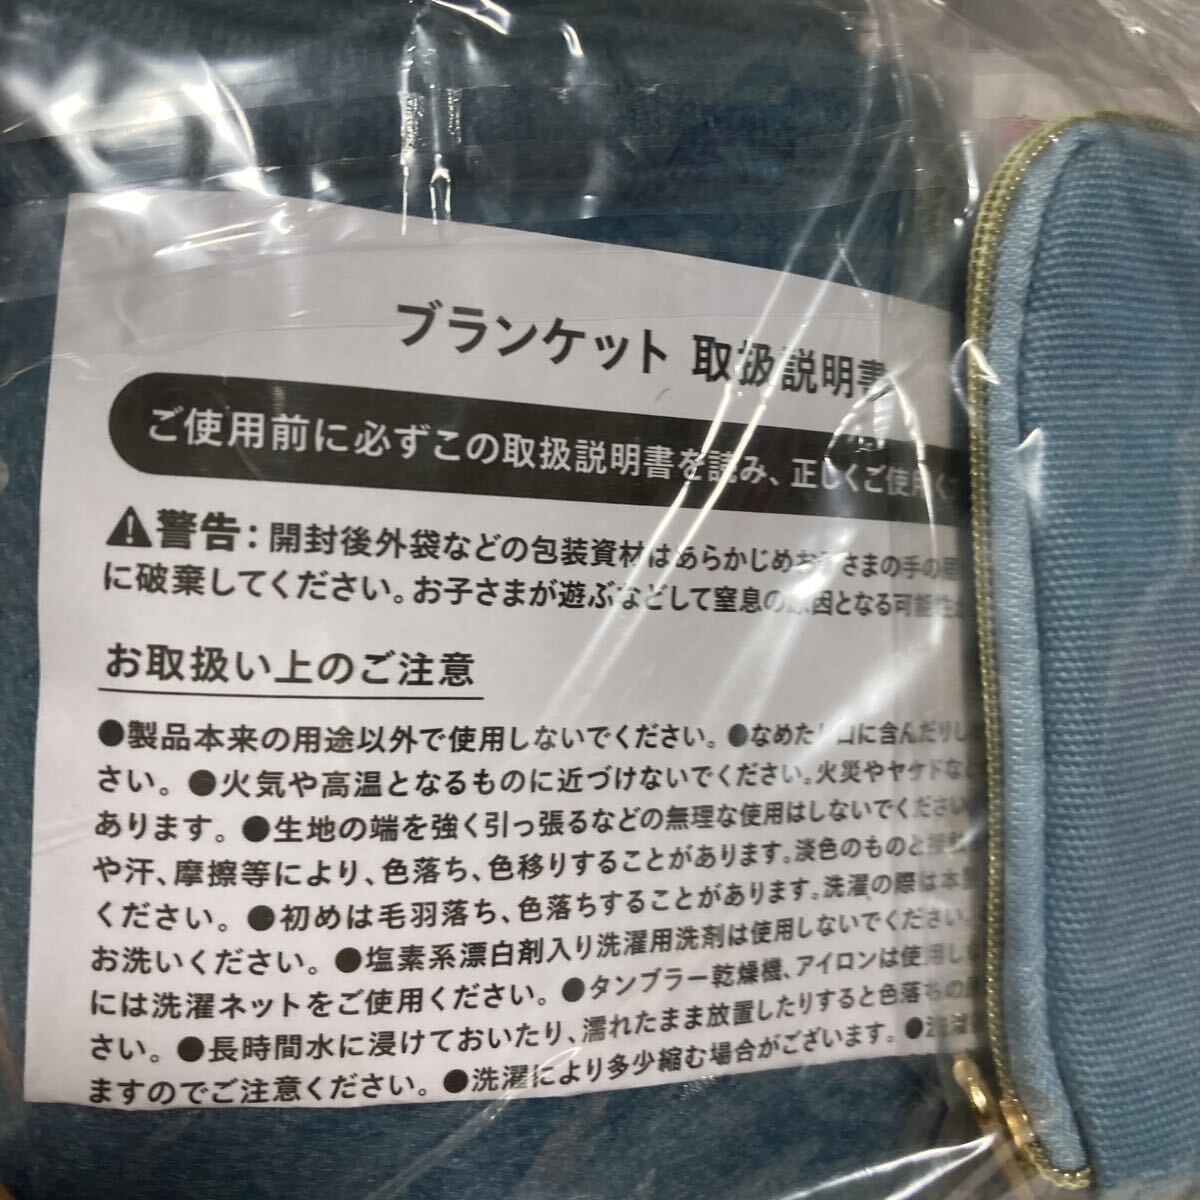 ブランケット 取扱説明書
ご使用前に必ずこの取扱説明書を読み、正しくご使用く
⚠警告：開封後外袋などの包装資材はあらかじめお子さまの手の届
に破棄してください。お子さまが遊ぶなどして窒息の原因となる可能性
お取扱い上のご注意
●製品本来の用途以外で使用しないでください。●なめたり口に含んだりし
さい。●火気や高温となるものに近づけないでください。火災やヤケドな
あります。●生地の端を強く引っ張るなどの無理な使用はしないでください
や汗、摩擦等により、色落ち、色移りすることがあります。淡色のものと接触
ください。●初めは毛羽落ち、色落ちすることがあります。洗濯の際は本
お洗いください。●塩素系漂白剤入り洗濯用洗剤は使用しないでください。
には洗濯ネットをご使用ください。●タンブラー乾燥機、アイロンは使用し
さい。●長時間水に浸けておいたり、濡れたまま放置したりすると色落ちの
ますのでご注意ください。●洗濯により多少縮む場合がございます。●洗濯